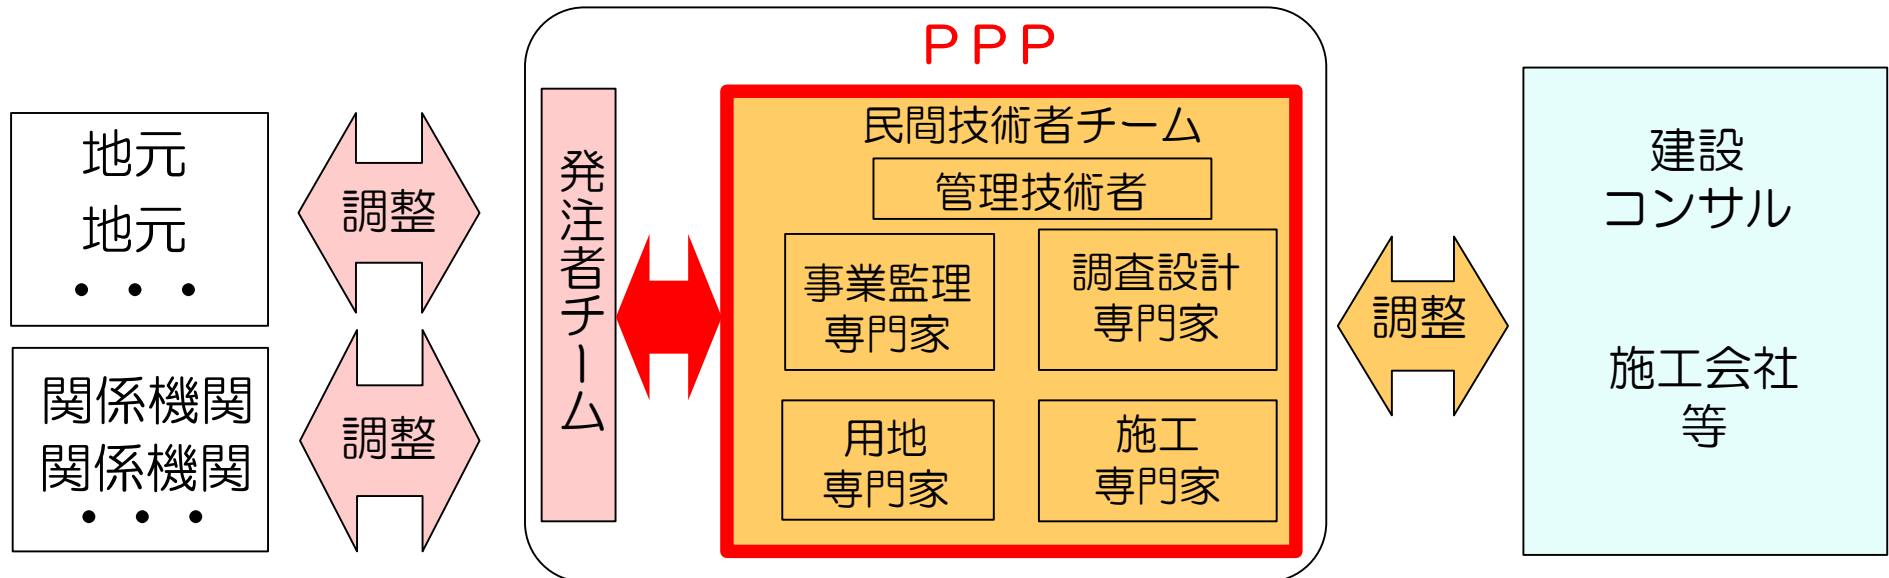 PPP
地元
地元
・・・
調整
関係機関
関係機関
・・・
調整
発注者チーム
民間技術者チーム
管理技術者
事業監理
専門家
調査設計
専門家
用地
専門家
施工
専門家
調整
建設
コンサル
施工会社
等